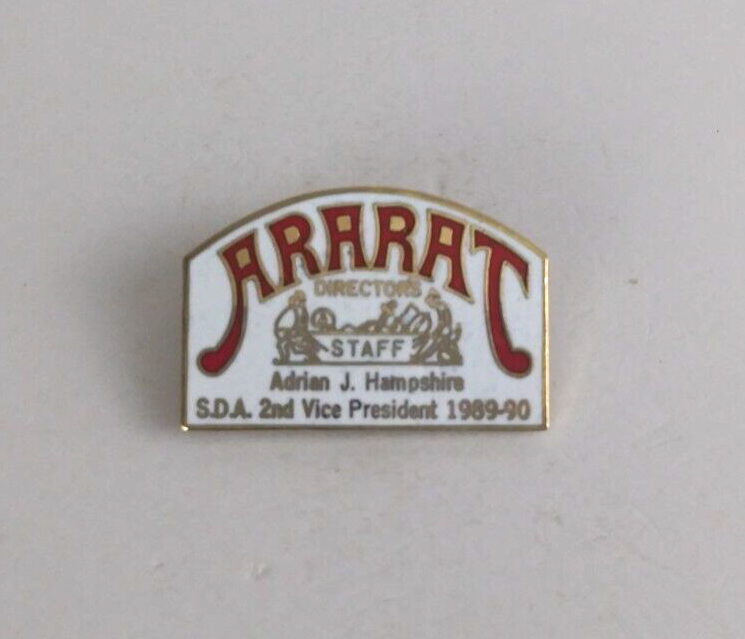 ARARAT
DIRECTORS
STAFF
Adrian J. Hampshire
S.D.A. 2nd Vice President 1989-90